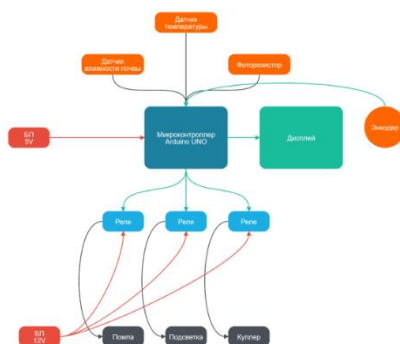 Датчик
температуры
Датчик
влажности почвы
Фоторезистор
Микроконтроллер
Arduino UNO
Дисплей
Энкодер
БП
5V
Реле
Реле
Реле
БП
12V
Помпа
Подсветка
Куллер